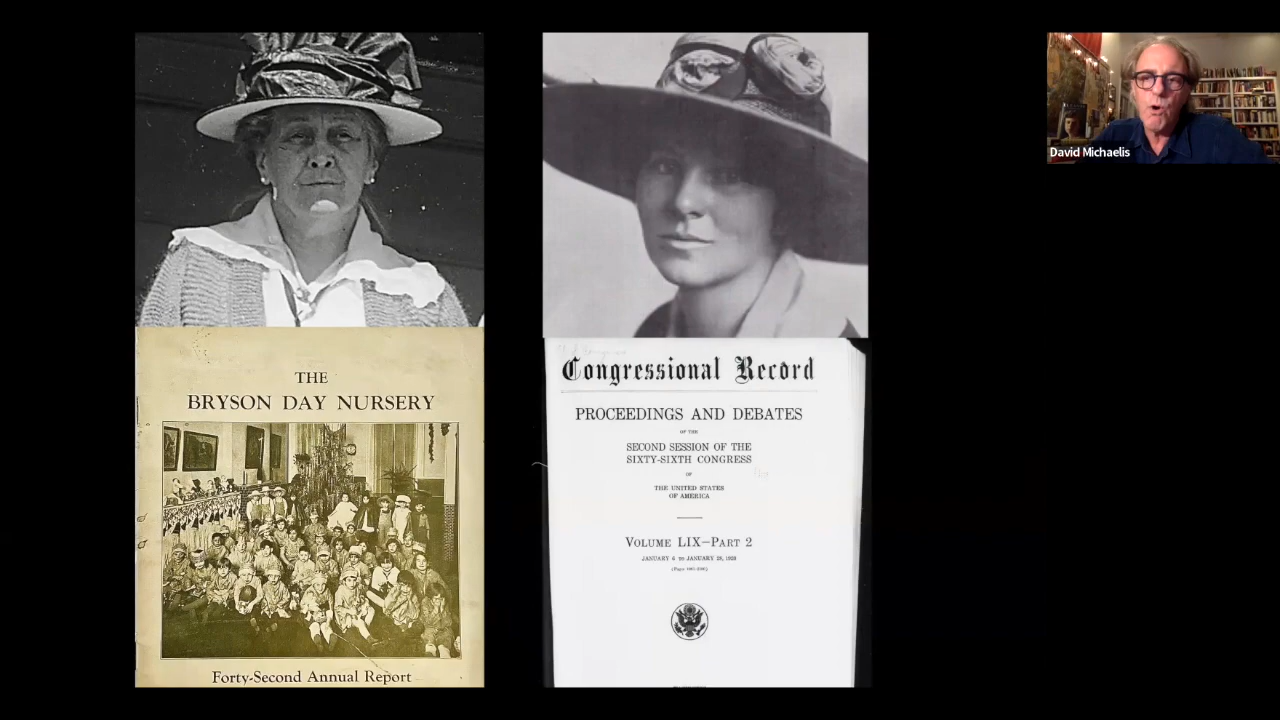 David Michaelis
THE
BRYSON DAY NURSERY
Forty-Second Annual Report
Congressional Record
PROCEEDINGS AND DEBATES
OF THE
SECOND SESSION OF THE
SIXTY-SIXTH CONGRESS
OF
THE UNITED STATES
OF AMERICA
VOLUME LIX—PART 2